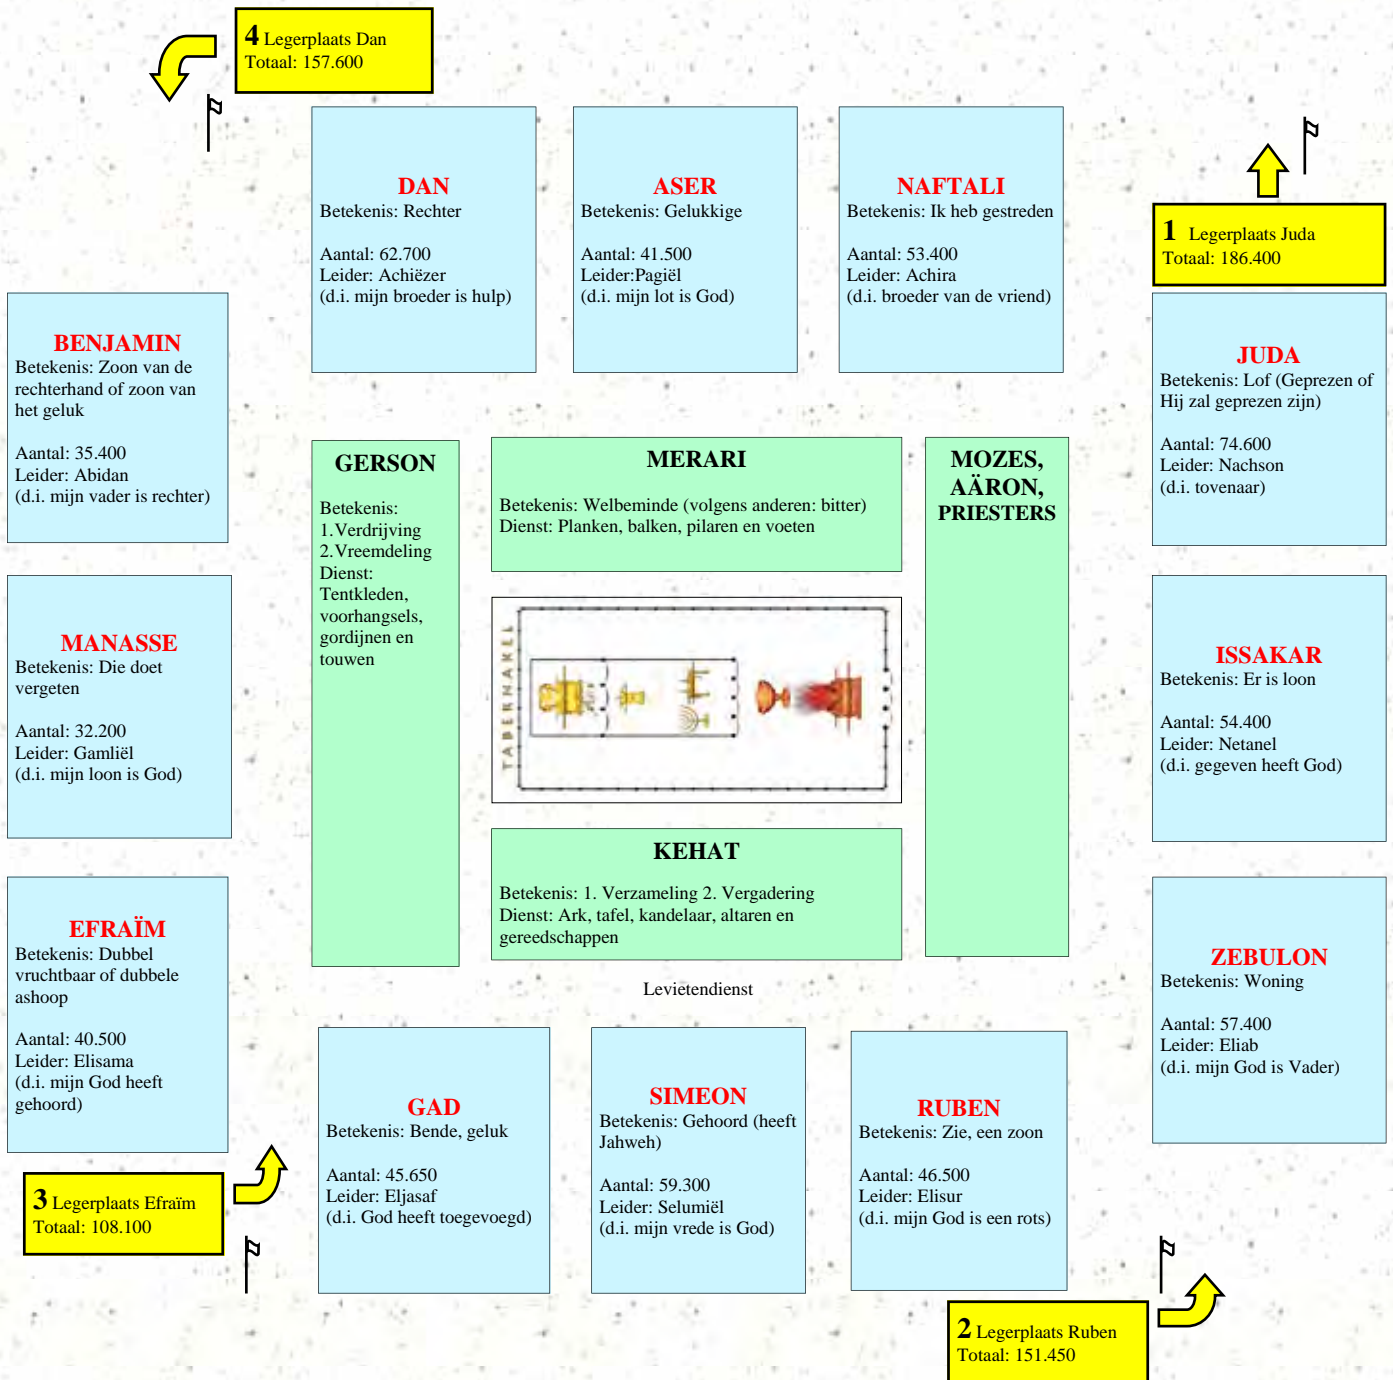 4 Legerplaats Dan
Totaal: 157.600
DAN
Betekenis: Rechter
Aantal: 62.700
Leider: Achiëzer
(d.i. mijn broeder is hulp)
ASER
Betekenis: Gelukkige
Aantal: 41.500
Leider:Pagiël
(d.i. mijn lot is God)
NAFTALI
Betekenis: Ik heb gestreden
Aantal: 53.400
Leider: Achira
(d.i. broeder van de vriend)
1 Legerplaats Juda
Totaal: 186.400
BENJAMIN
Betekenis: Zoon van de
rechterhand of zoon van
het geluk
Aantal: 35.400
Leider: Abidan
(d.i. mijn vader is rechter)
JUDA
Betekenis: Lof (Geprezen of
Hij zal geprezen zijn)
Aantal: 74.600
Leider: Nachson
(d.i. tovenaar)
GERSON
Betekenis:
1.Verdrijving
2.Vreemdeling
Dienst:
Tentkleden,
voorhangsels,
gordijnen en
touwen
MERARI
Betekenis: Welbeminde (volgens anderen: bitter)
Dienst: Planken, balken, pilaren en voeten
MOZES,
AÄRON,
PRIESTERS
MANASSE
Betekenis: Die doet
vergeten
Aantal: 32.200
Leider: Gamliël
(d.i. mijn loon is God)
TABERNAKEL
ISSAKAR
Betekenis: Er is loon
Aantal: 54.400
Leider: Netanel
(d.i. gegeven heeft God)
KEHAT
Betekenis: 1. Verzameling 2. Vergadering
Dienst: Ark, tafel, kandelaar, altaren en
gereedschappen
Levietendienst
EFRAÏM
Betekenis: Dubbel
vruchtbaar of dubbele
ashoop
Aantal: 40.500
Leider: Elisama
(d.i. mijn God heeft
gehoord)
ZEBULON
Betekenis: Woning
Aantal: 57.400
Leider: Eliab
(d.i. mijn God is Vader)
3 Legerplaats Efraïm
Totaal: 108.100
GAD
Betekenis: Bende, geluk
Aantal: 45.650
Leider: Eljasaf
(d.i. God heeft toegevoegd)
SIMEON
Betekenis: Gehoord (heeft
Jahweh)
Aantal: 59.300
Leider: Selumiël
(d.i. mijn vrede is God)
RUBEN
Betekenis: Zie, een zoon
Aantal: 46.500
Leider: Elisur
(d.i. mijn God is een rots)
2 Legerplaats Ruben
Totaal: 151.450